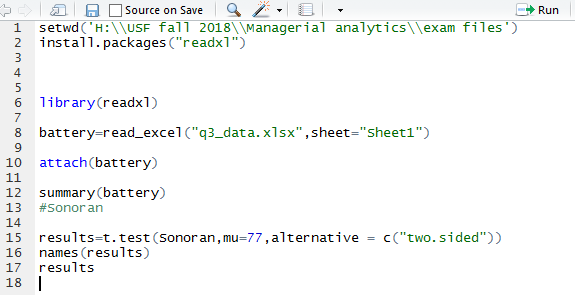 Source on Save
Run
1 setwd('H:\\USF fall 2018\\Managerial analytics\\exam files')
2 install.packages("readxl")
3
4
5
6 library(readxl)
7
8 battery=read_excel("q3_data.xlsx",sheet="Sheet1")
9
10 attach(battery)
11
12 summary(battery)
13 #Sonoran
14
15 results=t.test(Sonoran,mu=77,alternative = c("two.sided"))
16 names(results)
17 results
18